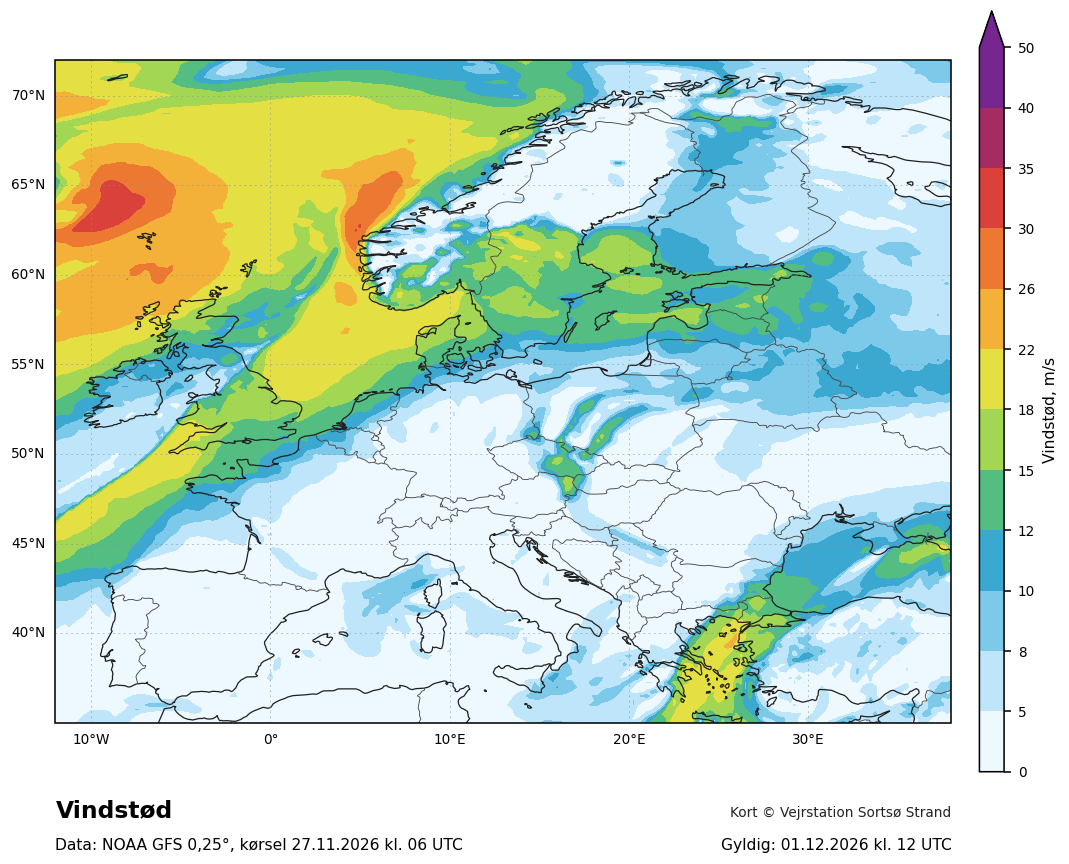 50
40
35
30
26
22
18
15
12
10
8
5
0
Vindstød, m/s
70°N
65°N
60°N
55°N
50°N
45°N
40°N
10°W
0°
10°E
20°E
30°E
Vindstød
Kort © Vejrstation Sortsø Strand
Data: NOAA GFS 0,25°, kørsel 27.11.2026 kl. 06 UTC
Gyldig: 01.12.2026 kl. 12 UTC